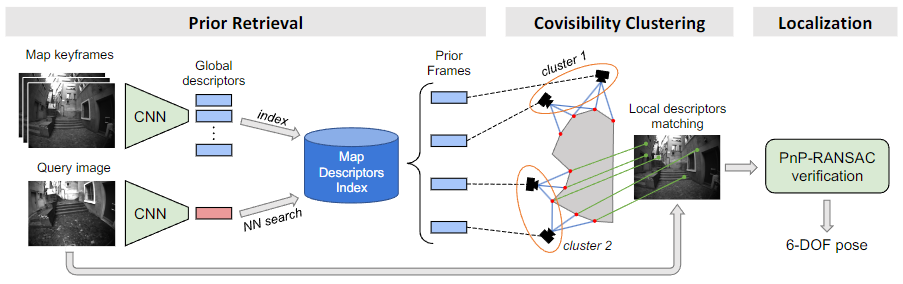 Prior Retrieval
Covisibility Clustering
Localization
Map keyframes
Global
descriptors
CNN
index
Query image
CNN
NN search
Map
Descriptors
Index
Prior
Frames
cluster 1
cluster 2
Local descriptors
matching
PnP-RANSAC
verification
6-DOF pose